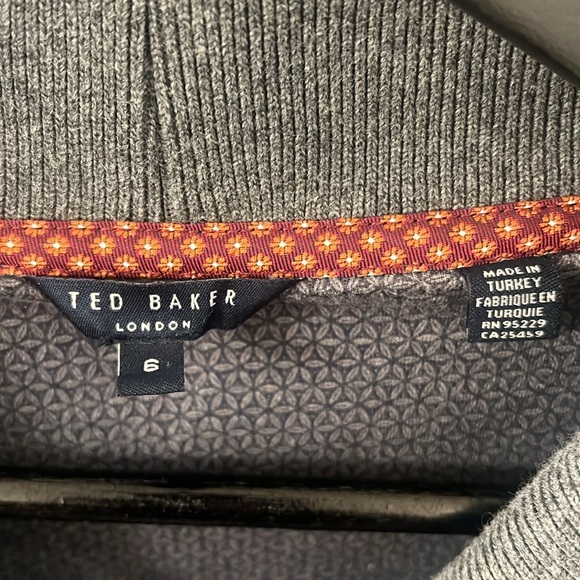 TED BAKER
LONDON
6
MADE IN
TURKEY
FABRIQUE EN
TURQUIE
RN 95229
CA25459